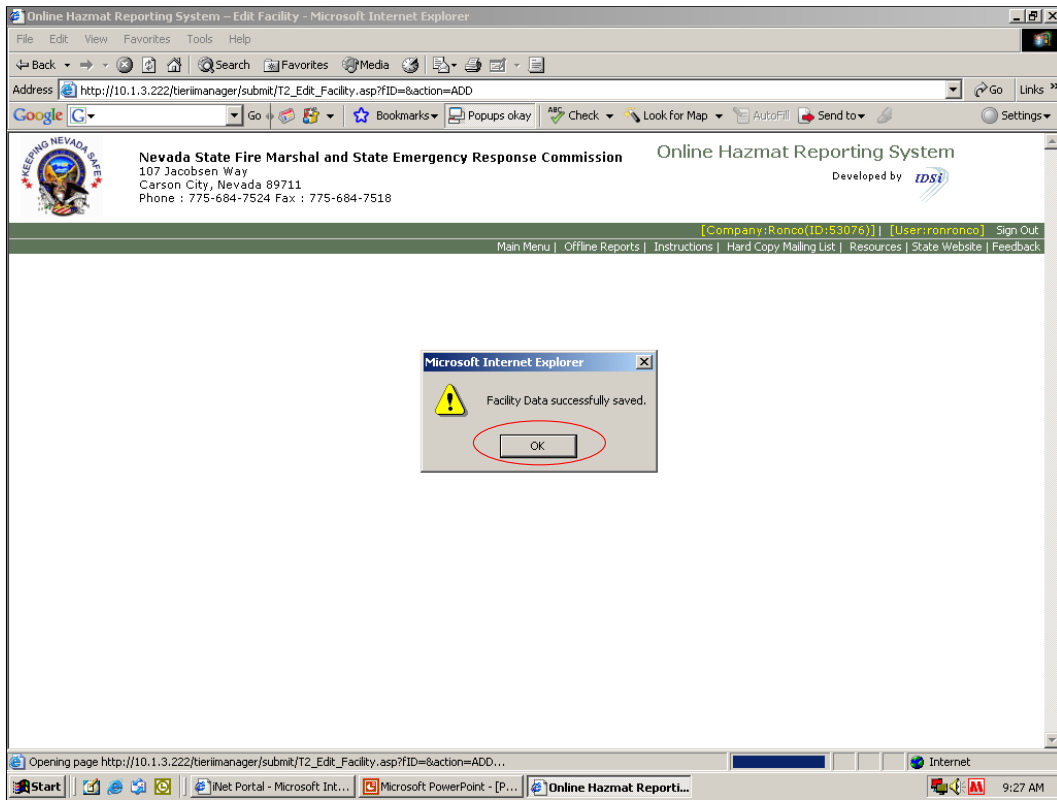 Online Hazmat Reporting System – Edit Facility - Microsoft Internet Explorer
File Edit View Favorites Tools Help
Back Search Favorites Media
Address http://10.1.3.222/tieriimanager/submit/T2_Edit_Facility.asp?fID=&action=ADD Go Links »
Google G Go Bookmarks Popups okay ABC Check Look for Map AutoFill Send to Settings
KEEPING NEVADA SAFE
Nevada State Fire Marshal and State Emergency Response Commission
107 Jacobsen Way
Carson City, Nevada 89711
Phone : 775-684-7524 Fax : 775-684-7518
Online Hazmat Reporting System
Developed by IDSi
[Company:Ronco(ID:53076)] | [User:ronronco] Sign Out
Main Menu | Offline Reports | Instructions | Hard Copy Mailing List | Resources | State Website | Feedback
Microsoft Internet Explorer
Facility Data successfully saved.
OK
Opening page http://10.1.3.222/tieriimanager/submit/T2_Edit_Facility.asp?fID=&action=ADD... Internet
Start iNet Portal - Microsoft Int... Microsoft PowerPoint - [P... Online Hazmat Reporti... 9:27 AM